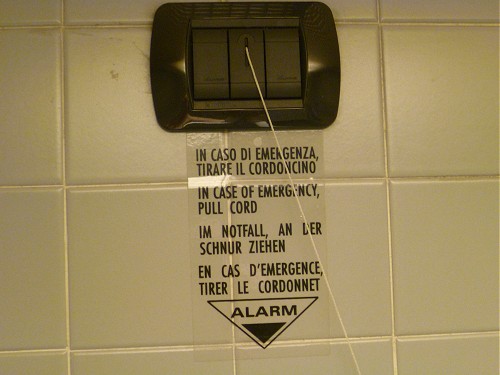 IN CASO DI EMERGENZA,
TIRARE IL CORDONCINO
IN CASE OF EMERGENCY,
PULL CORD
IM NOTFALL, AN DER
SCHNUR ZIEHEN
EN CAS D'EMERGENCE,
TIRER LE CORDONNET
ALARM